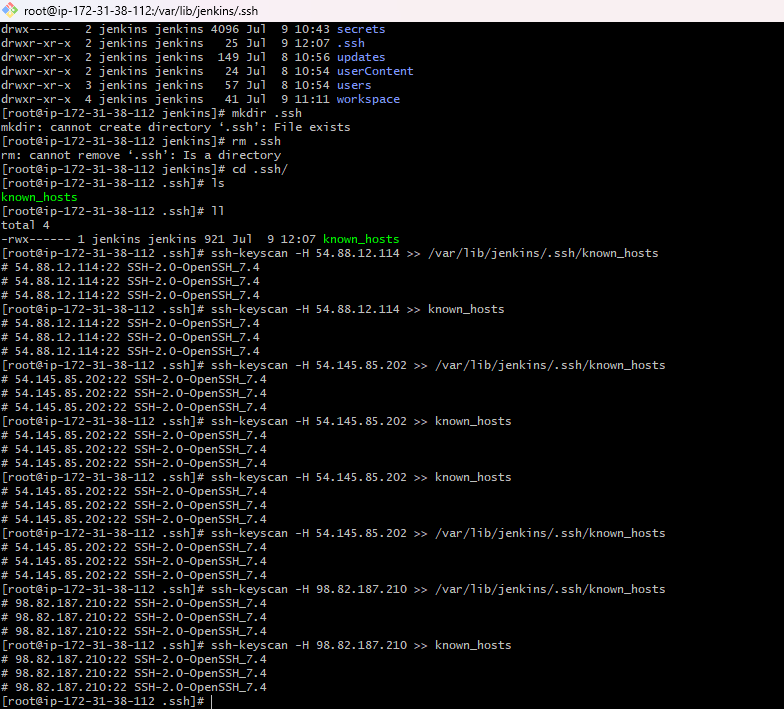 root@ip-172-31-38-112:/var/lib/jenkins/.ssh
drwx------  2 jenkins jenkins 4096 Jul  9 10:43 secrets
drwxr-xr-x  2 jenkins jenkins   25 Jul  9 12:07 .ssh
drwxr-xr-x  2 jenkins jenkins  149 Jul  8 10:56 updates
drwxr-xr-x  2 jenkins jenkins   24 Jul  8 10:54 userContent
drwxr-xr-x  3 jenkins jenkins   57 Jul  8 10:54 users
drwxr-xr-x  4 jenkins jenkins   41 Jul  9 11:11 workspace
[root@ip-172-31-38-112 jenkins]# mkdir .ssh
mkdir: cannot create directory ‘.ssh’: File exists
[root@ip-172-31-38-112 jenkins]# rm .ssh
rm: cannot remove ‘.ssh’: Is a directory
[root@ip-172-31-38-112 jenkins]# cd .ssh/
[root@ip-172-31-38-112 .ssh]# ls
known_hosts
[root@ip-172-31-38-112 .ssh]# ll
total 4
-rwx------ 1 jenkins jenkins 921 Jul  9 12:07 known_hosts
[root@ip-172-31-38-112 .ssh]# ssh-keyscan -H 54.88.12.114 >> /var/lib/jenkins/.ssh/known_hosts
# 54.88.12.114:22 SSH-2.0-OpenSSH_7.4
# 54.88.12.114:22 SSH-2.0-OpenSSH_7.4
# 54.88.12.114:22 SSH-2.0-OpenSSH_7.4
[root@ip-172-31-38-112 .ssh]# ssh-keyscan -H 54.88.12.114 >> known_hosts
# 54.88.12.114:22 SSH-2.0-OpenSSH_7.4
# 54.88.12.114:22 SSH-2.0-OpenSSH_7.4
# 54.88.12.114:22 SSH-2.0-OpenSSH_7.4
[root@ip-172-31-38-112 .ssh]# ssh-keyscan -H 54.145.85.202 >> /var/lib/jenkins/.ssh/known_hosts
# 54.145.85.202:22 SSH-2.0-OpenSSH_7.4
# 54.145.85.202:22 SSH-2.0-OpenSSH_7.4
# 54.145.85.202:22 SSH-2.0-OpenSSH_7.4
[root@ip-172-31-38-112 .ssh]# ssh-keyscan -H 54.145.85.202 >> known_hosts
# 54.145.85.202:22 SSH-2.0-OpenSSH_7.4
# 54.145.85.202:22 SSH-2.0-OpenSSH_7.4
# 54.145.85.202:22 SSH-2.0-OpenSSH_7.4
[root@ip-172-31-38-112 .ssh]# ssh-keyscan -H 54.145.85.202 >> known_hosts
# 54.145.85.202:22 SSH-2.0-OpenSSH_7.4
# 54.145.85.202:22 SSH-2.0-OpenSSH_7.4
# 54.145.85.202:22 SSH-2.0-OpenSSH_7.4
[root@ip-172-31-38-112 .ssh]# ssh-keyscan -H 54.145.85.202 >> /var/lib/jenkins/.ssh/known_hosts
# 54.145.85.202:22 SSH-2.0-OpenSSH_7.4
# 54.145.85.202:22 SSH-2.0-OpenSSH_7.4
# 54.145.85.202:22 SSH-2.0-OpenSSH_7.4
[root@ip-172-31-38-112 .ssh]# ssh-keyscan -H 98.82.187.210 >> /var/lib/jenkins/.ssh/known_hosts
# 98.82.187.210:22 SSH-2.0-OpenSSH_7.4
# 98.82.187.210:22 SSH-2.0-OpenSSH_7.4
# 98.82.187.210:22 SSH-2.0-OpenSSH_7.4
[root@ip-172-31-38-112 .ssh]# ssh-keyscan -H 98.82.187.210 >> known_hosts
# 98.82.187.210:22 SSH-2.0-OpenSSH_7.4
# 98.82.187.210:22 SSH-2.0-OpenSSH_7.4
# 98.82.187.210:22 SSH-2.0-OpenSSH_7.4
[root@ip-172-31-38-112 .ssh]#